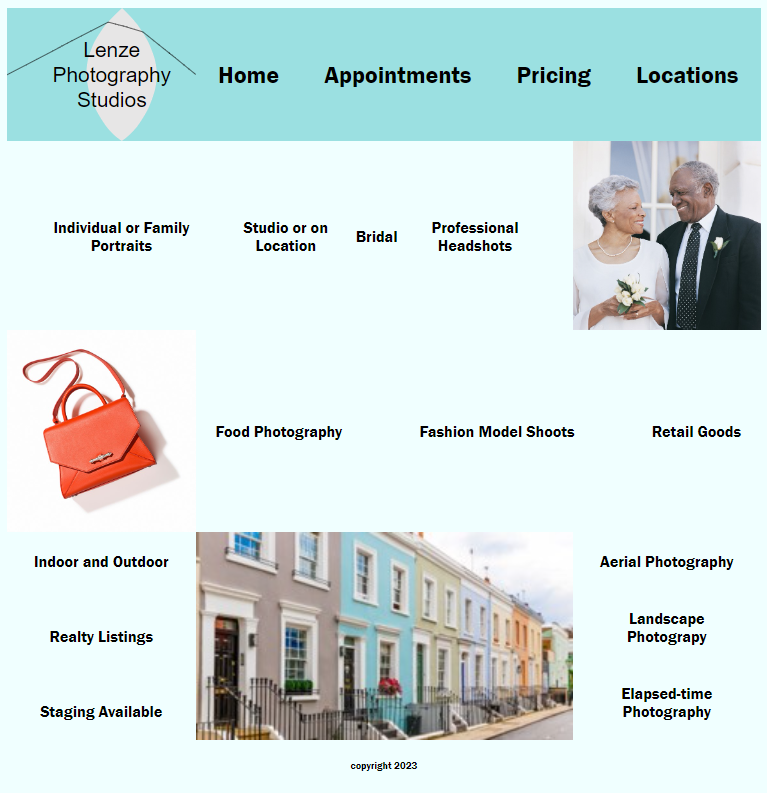 Lenze
Photography
Studios
Home Appointments Pricing Locations
Individual or Family
Portraits
Studio or on
Location
Bridal
Professional
Headshots
Food Photography
Fashion Model Shoots
Retail Goods
Indoor and Outdoor
Realty Listings
Staging Available
Aerial Photography
Landscape
Photograpy
Elapsed-time
Photography
copyright 2023